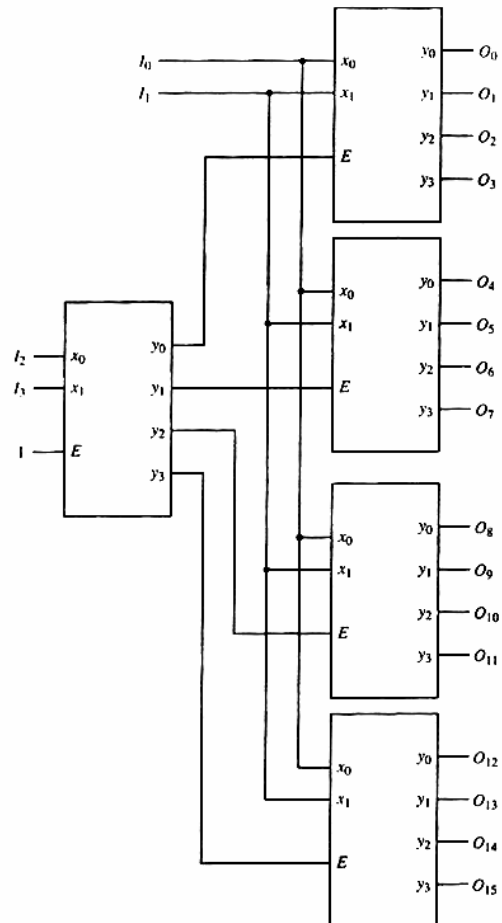 I₀ x₀ y₀ O₀
I₁ x₁ y₁ O₁
y₂ O₂
E y₃ O₃
x₀ y₀ O₄
x₁ y₁ O₅
y₂ O₆
E y₃ O₇
I₂ x₀ y₀
I₃ x₁ y₁
y₂
1 E y₃
x₀ y₀ O₈
x₁ y₁ O₉
y₂ O₁₀
E y₃ O₁₁
x₀ y₀ O₁₂
x₁ y₁ O₁₃
y₂ O₁₄
E y₃ O₁₅